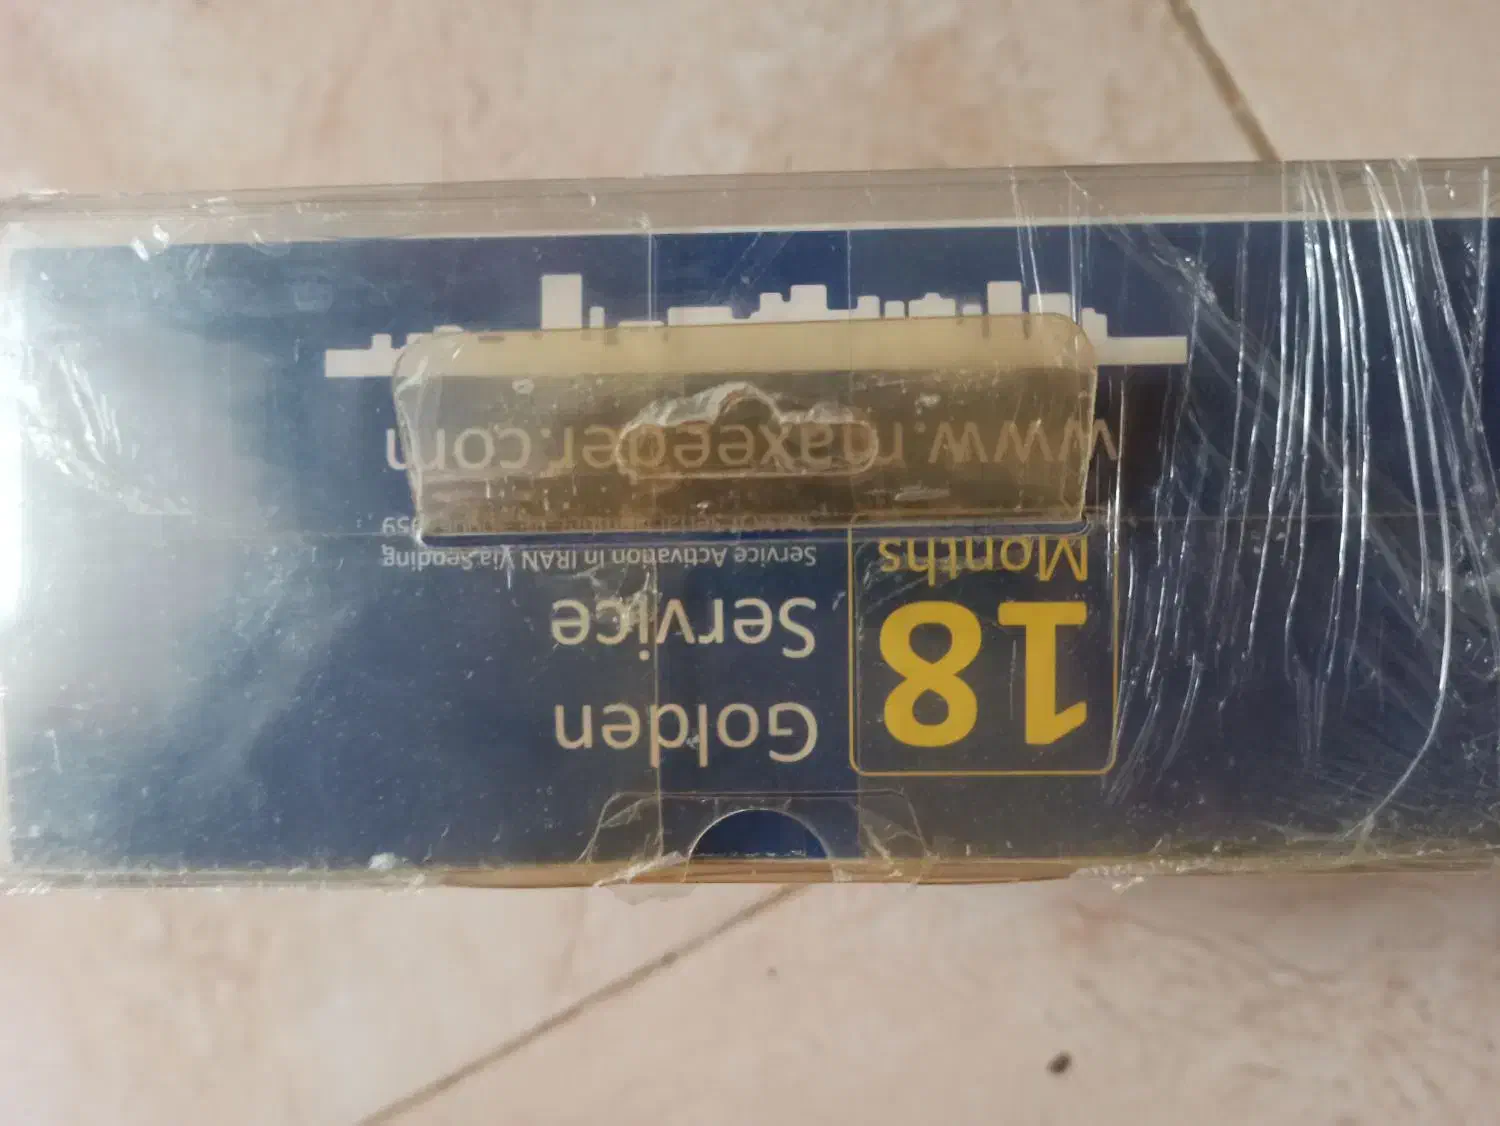 18
Months
Golden
Service
Service Activation in IRAN Via Sending
www.maxeeder.com